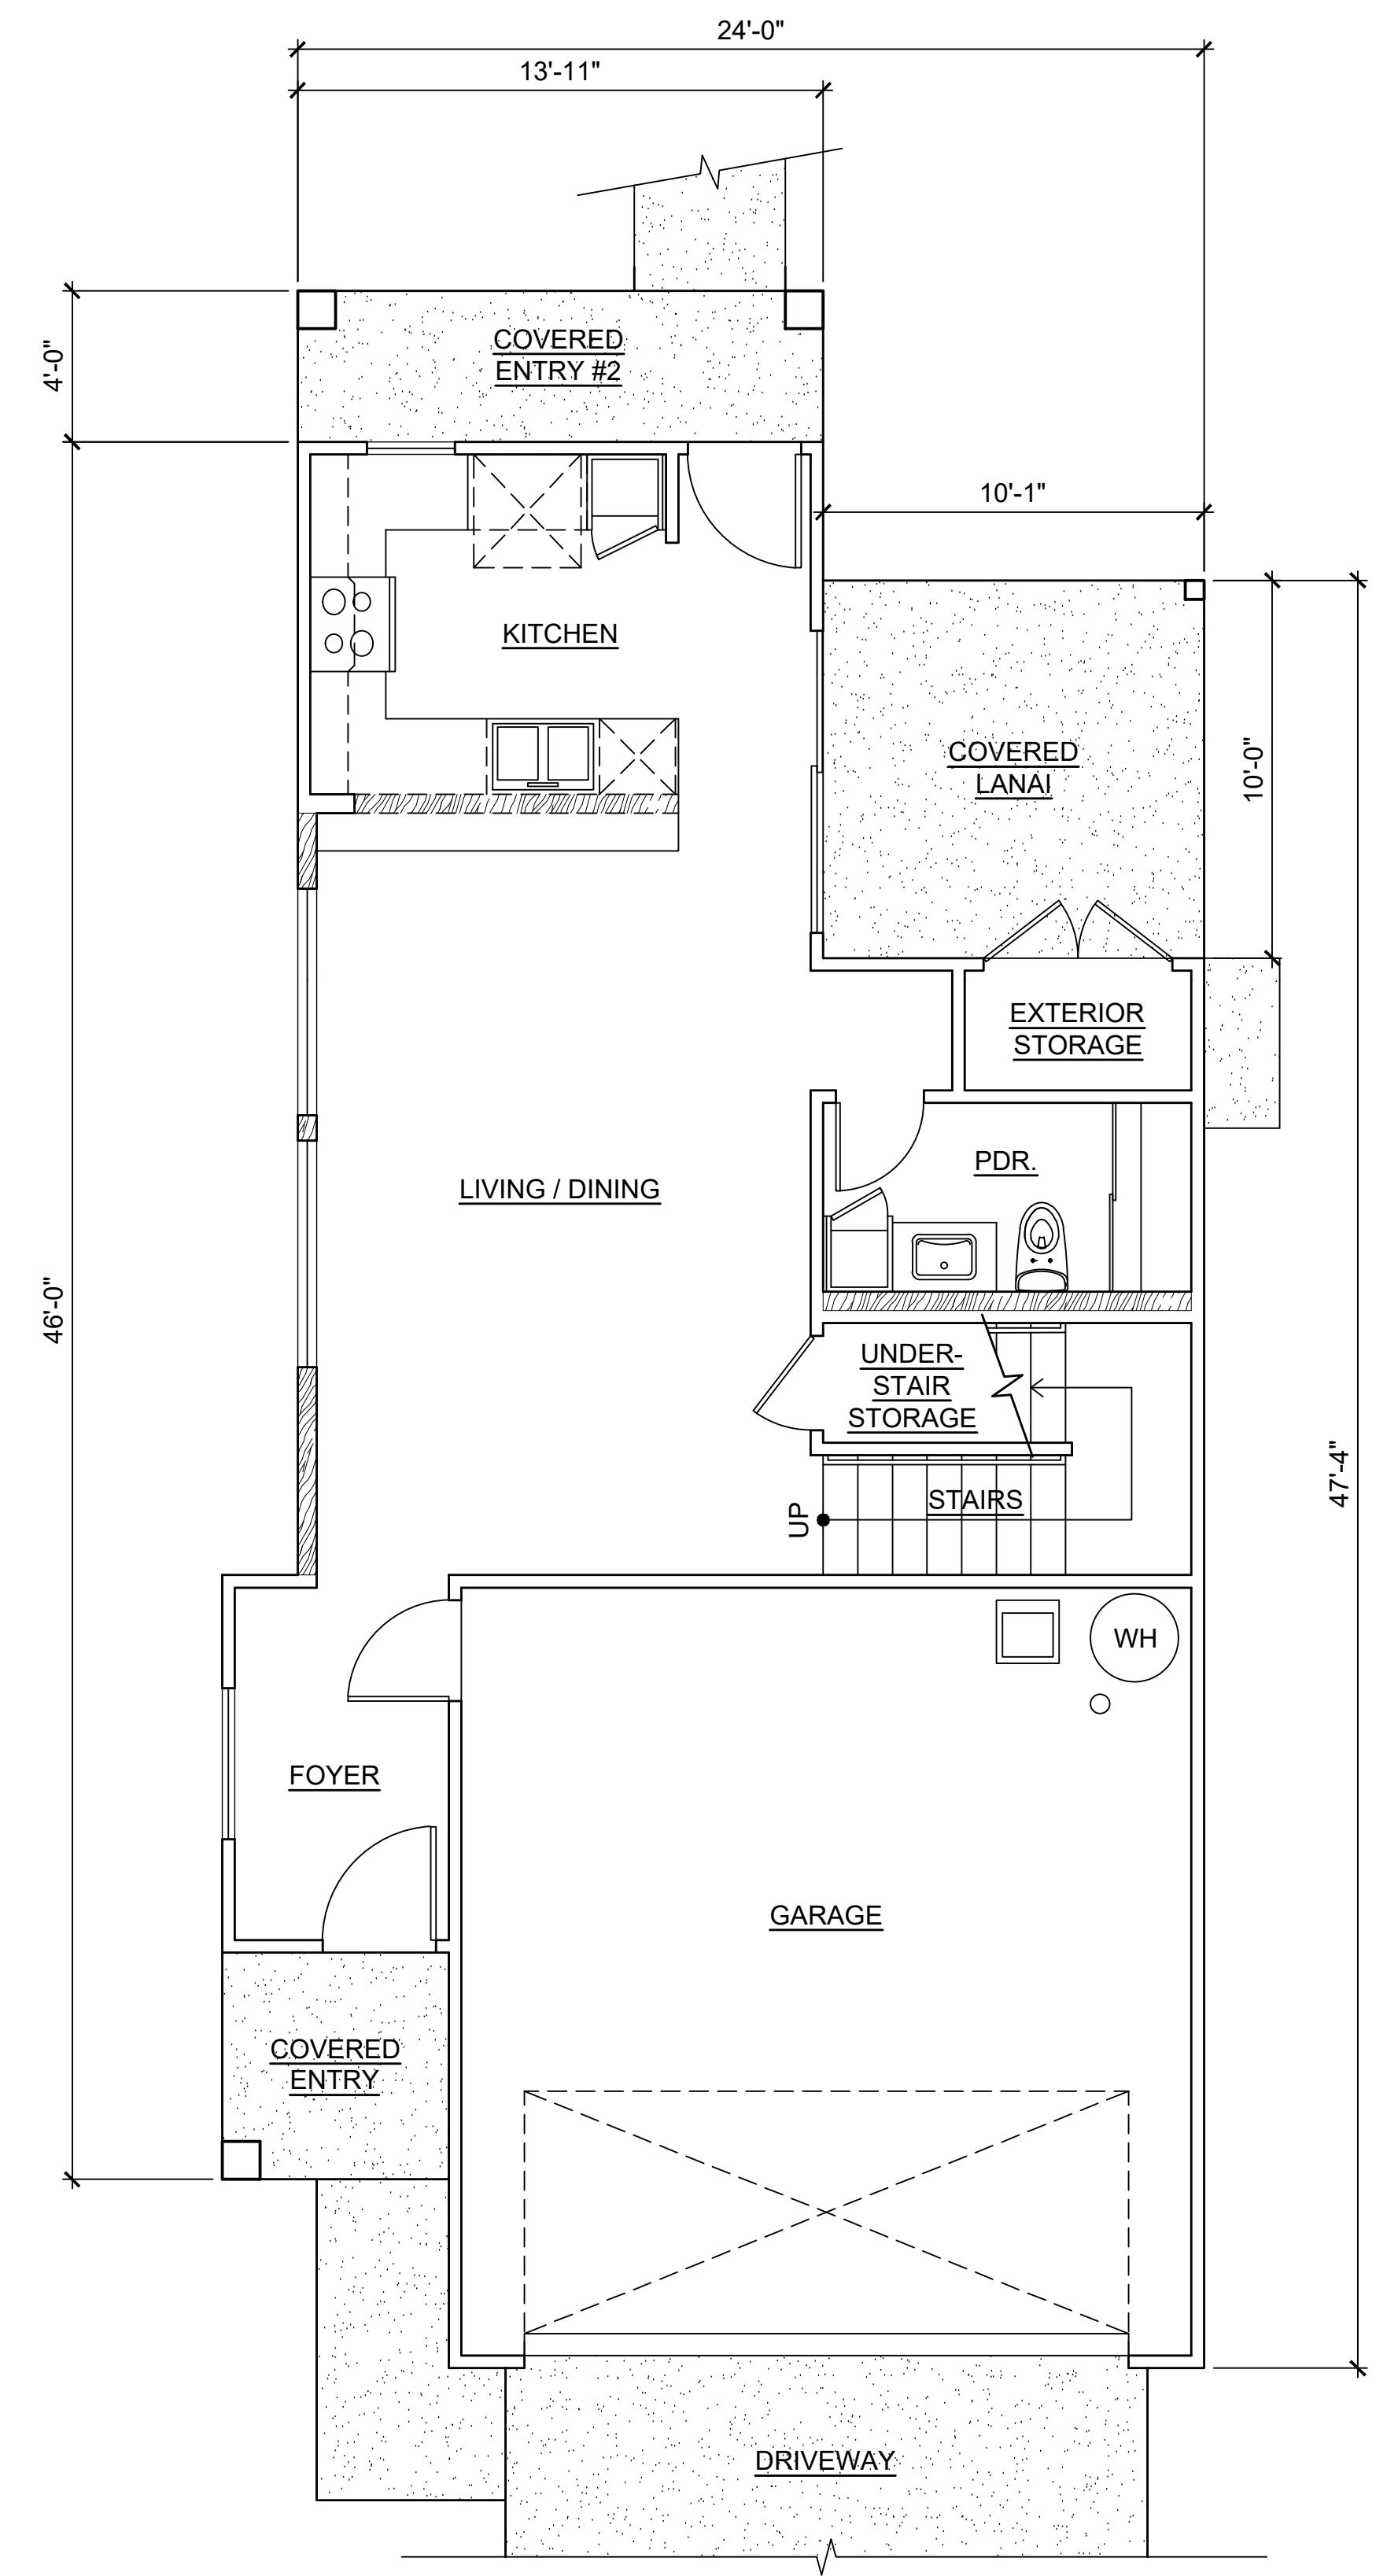 24'-0"
13'-11"
COVERED
ENTRY #2
4'-0"
10'-1"
KITCHEN
COVERED
LANAI
10'-0"
EXTERIOR
STORAGE
PDR.
LIVING / DINING
46'-0"
UNDER-
STAIR
STORAGE
47'-4"
STAIRS
UP
WH
FOYER
GARAGE
COVERED
ENTRY
DRIVEWAY